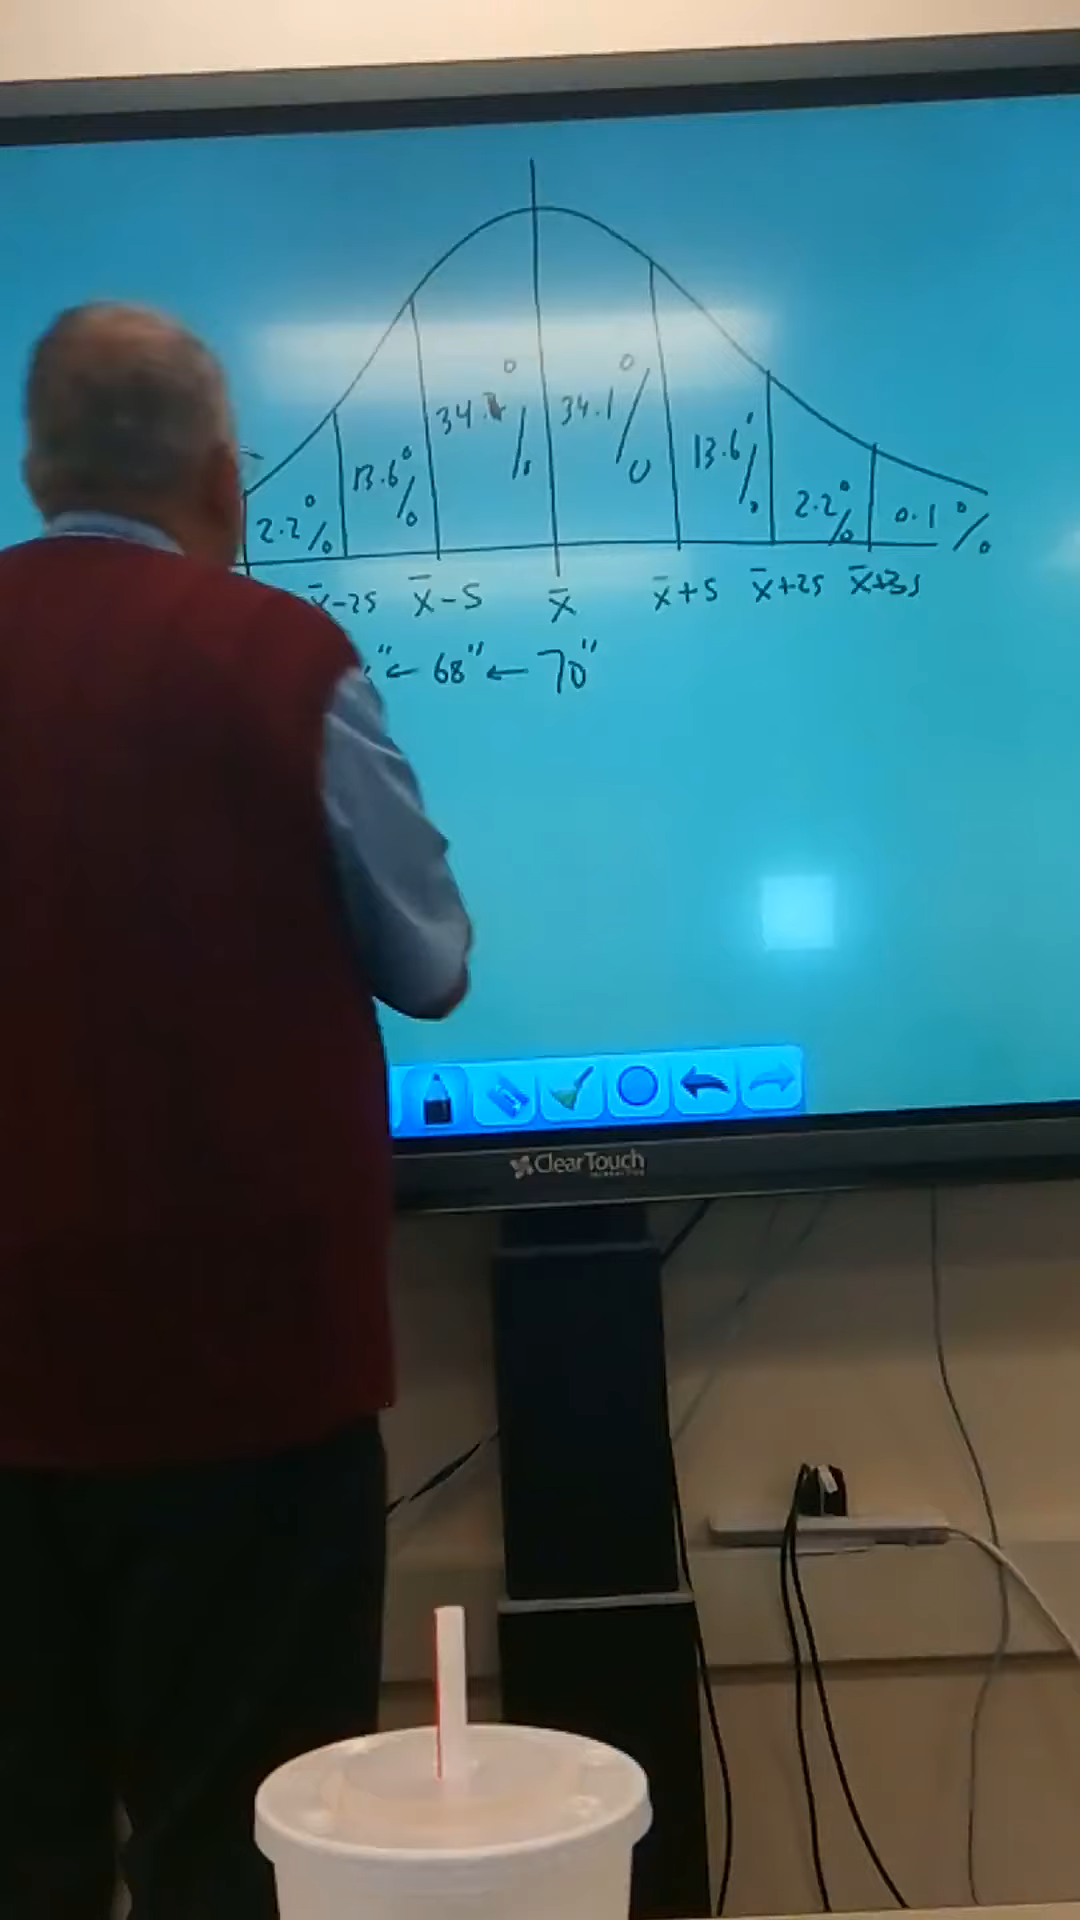 34.1% 34.1%
13.6% 13.6%
2.2% 2.2% 0.1%
x̄-2s x̄-s x̄ x̄+s x̄+2s x̄+3s
" ← 68" ← 70"
ClearTouch
INTERACTIVE